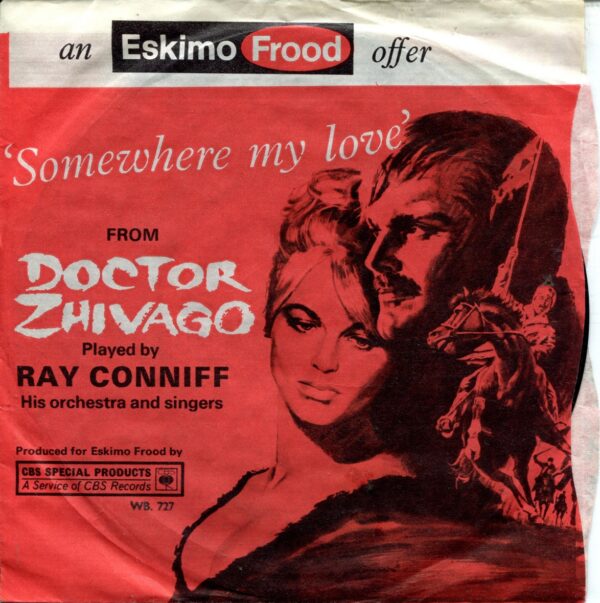 an Eskimo Frood offer
'Somewhere my love'
FROM
DOCTOR
ZHIVAGO
Played by
RAY CONNIFF
His orchestra and singers
Produced for Eskimo Frood by
CBS SPECIAL PRODUCTS
A Service of CBS Records
WB. 727